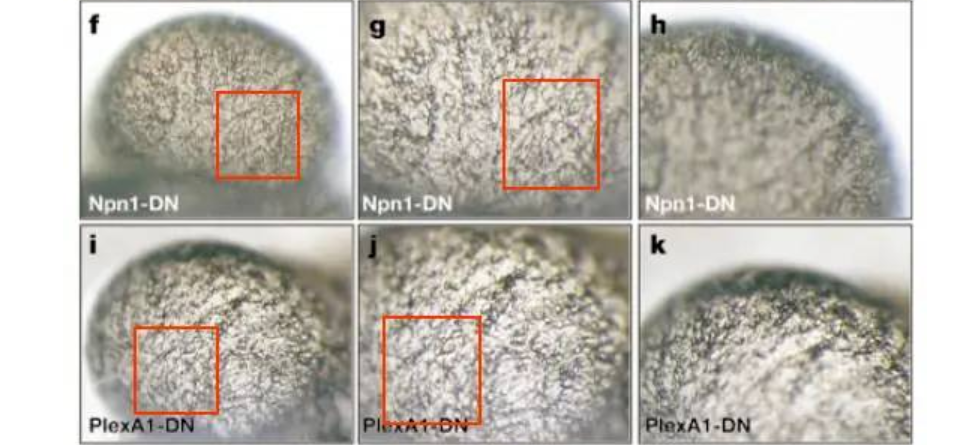 f
g
h
Npn1-DN
Npn1-DN
Npn1-DN
i
j
k
PlexA1-DN
PlexA1-DN
PlexA1-DN